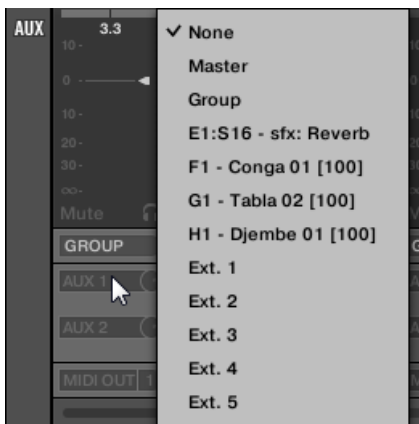 AUX
3.3
10-
0
10-
20-
30-
∞-
Mute
GROUP
AUX 1
AUX 2
MIDI OUT 1
✓ None
Master
Group
E1:S16 - sfx: Reverb
F1 - Conga 01 [100]
G1 - Tabla 02 [100]
H1 - Djembe 01 [100]
Ext. 1
Ext. 2
Ext. 3
Ext. 4
Ext. 5